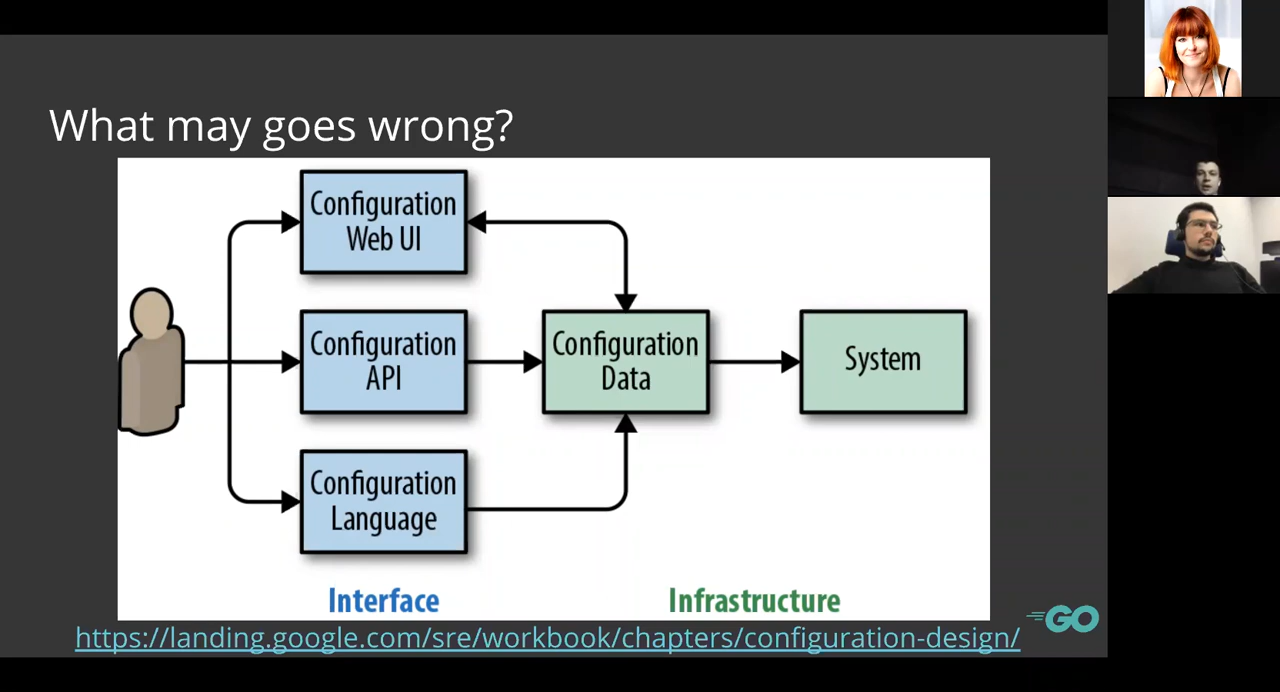 What may goes wrong?
Configuration
Web UI
Configuration
API
Configuration
Data
System
Configuration
Language
Interface
Infrastructure
GO
https://landing.google.com/sre/workbook/chapters/configuration-design/